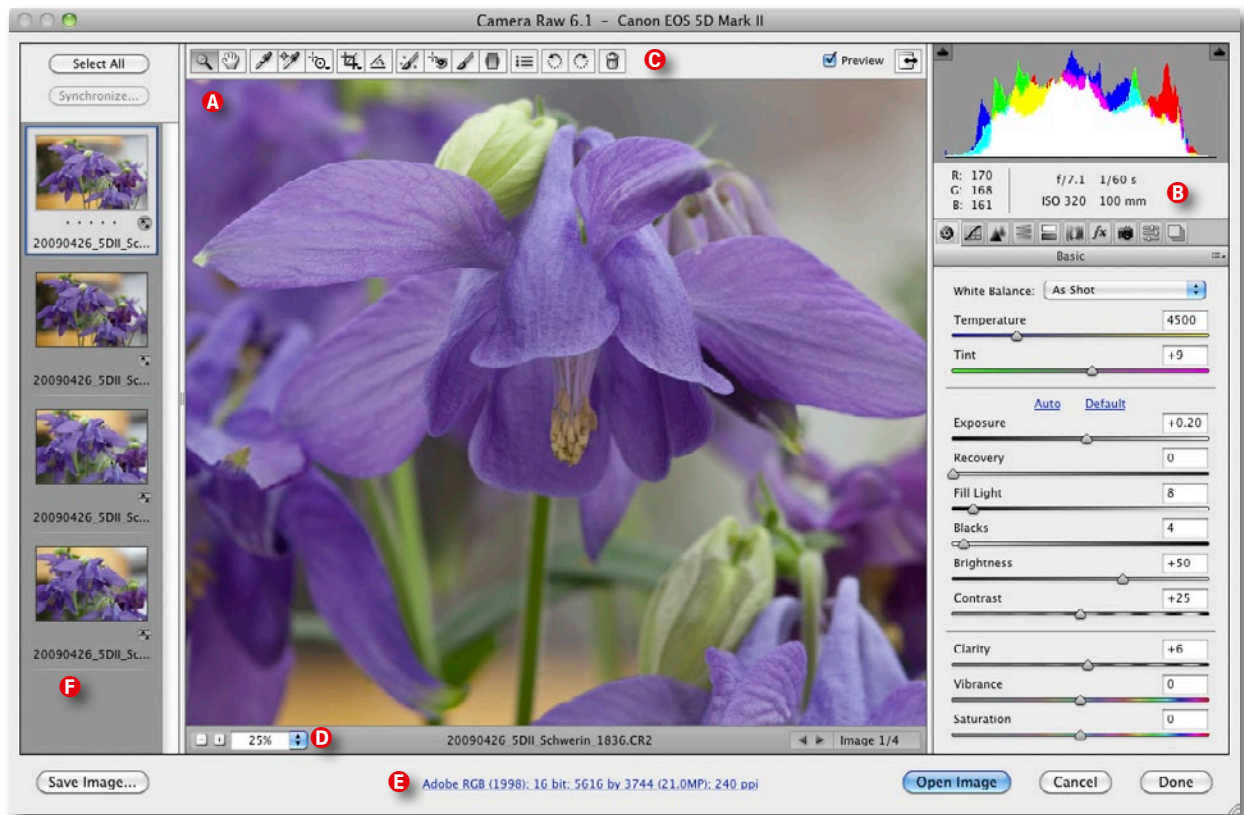 Camera Raw 6.1 – Canon EOS 5D Mark II
Select All
Synchronize...
20090426_5DII_Sc...
20090426_5DII_Sc...
20090426_5DII_Sc...
20090426_5DII_Sc...
F
A
C
Preview
25%
D
20090426_5DII_Schwerin_1836.CR2
Image 1/4
R: 170
G: 168
B: 161
f/7.1 1/60 s
ISO 320 100 mm
B
fx
Basic
White Balance: As Shot
Temperature 4500
Tint +9
Auto Default
Exposure +0.20
Recovery 0
Fill Light 8
Blacks 4
Brightness +50
Contrast +25
Clarity +6
Vibrance 0
Saturation 0
Save Image...
E
Adobe RGB (1998); 16 bit; 5616 by 3744 (21.0MP); 240 ppi
Open Image
Cancel
Done